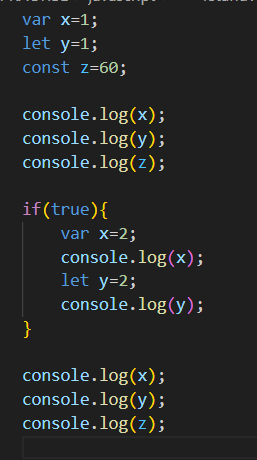 var x=1;
let y=1;
const z=60;
console.log(x);
console.log(y);
console.log(z);
if(true){
    var x=2;
    console.log(x);
    let y=2;
    console.log(y);
}
console.log(x);
console.log(y);
console.log(z);